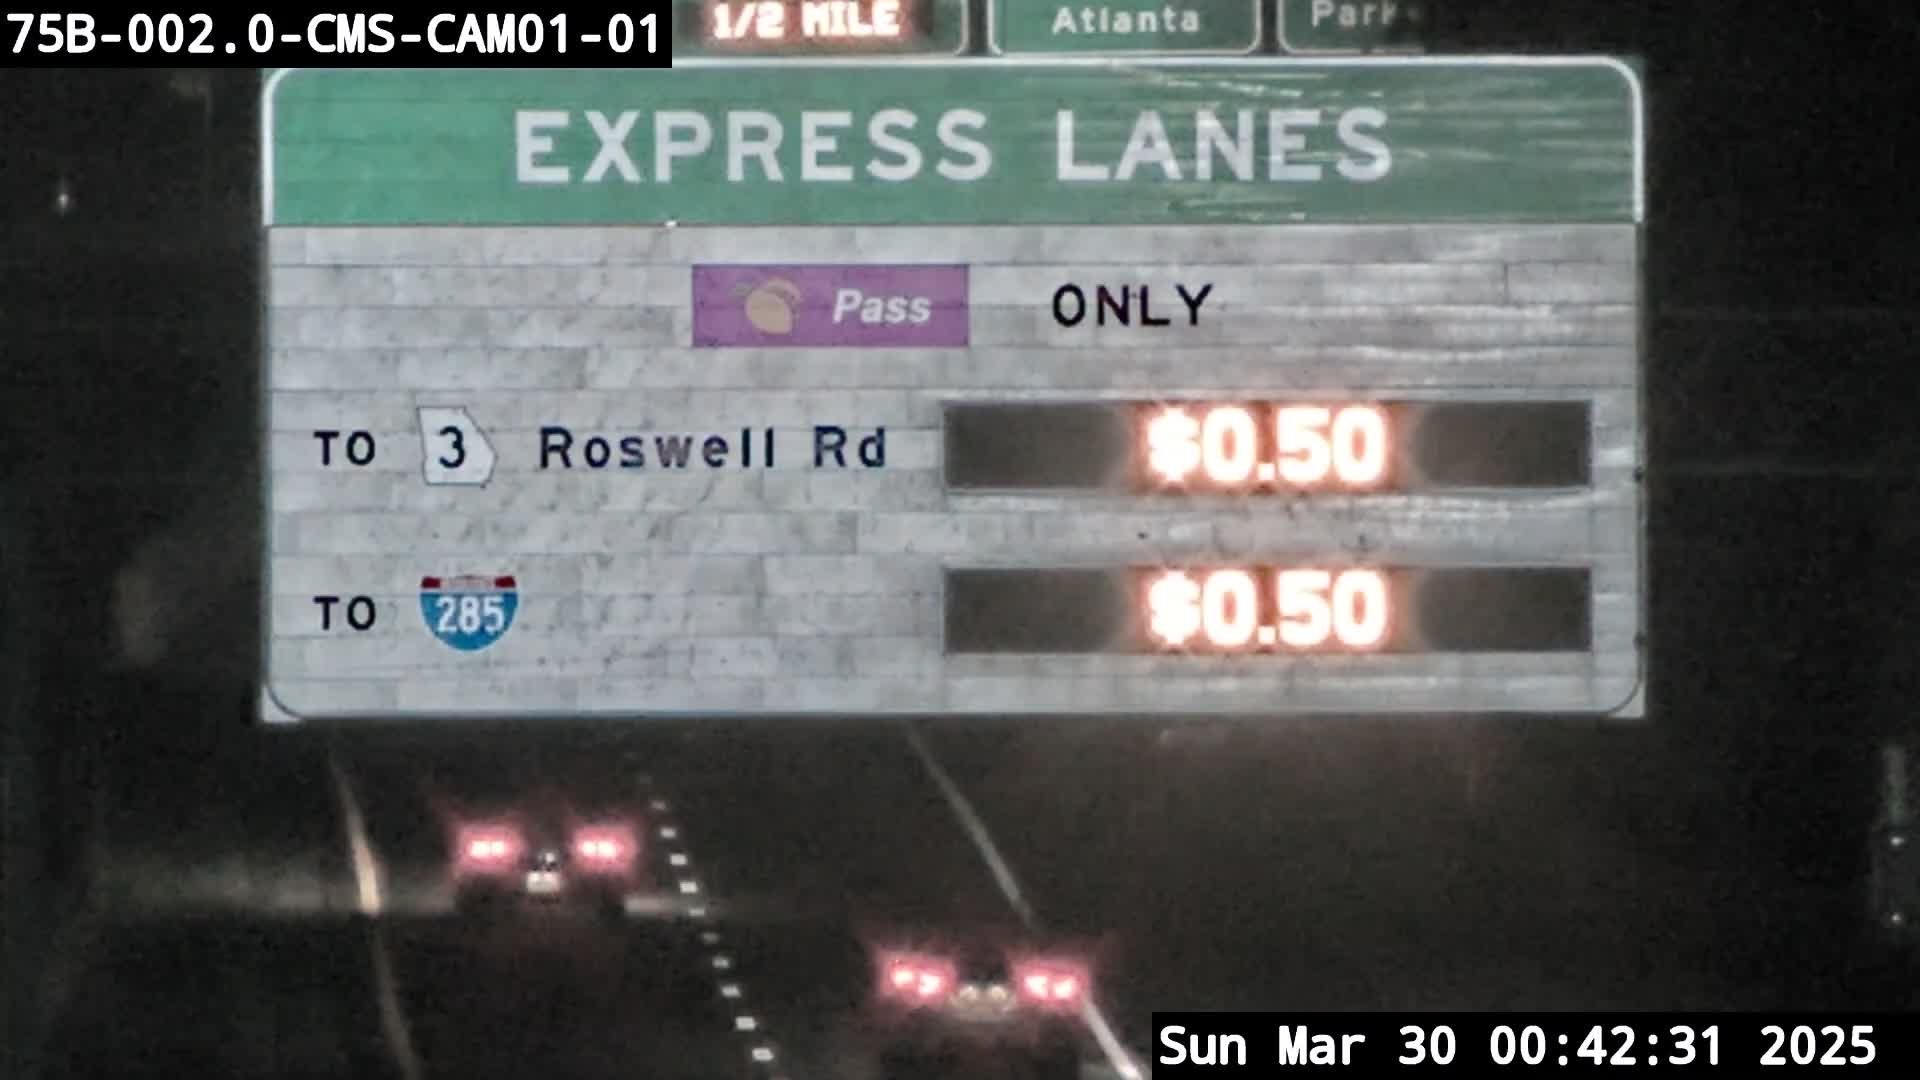 75B-002.0-CMS-CAM01-01
1/2 MILE
Atlanta
Park
EXPRESS LANES
Pass ONLY
TO 3 Roswell Rd $0.50
TO 285 $0.50
Sun Mar 30 00:42:31 2025